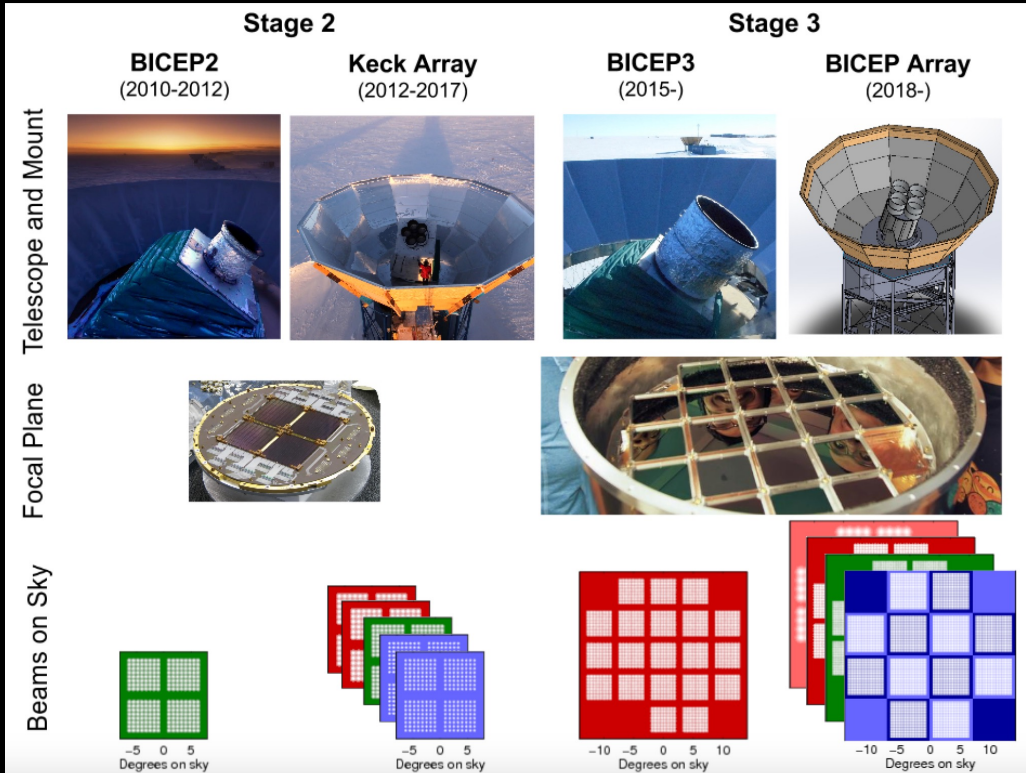 Stage 2
Stage 3
BICEP2
(2010-2012)
Keck Array
(2012-2017)
BICEP3
(2015-)
BICEP Array
(2018-)
Telescope and Mount
Focal Plane
Beams on Sky
−5 0 5
Degrees on sky
−5 0 5
Degrees on sky
−10 −5 0 5 10
Degrees on sky
−10 −5 0 5 10
Degrees on sky